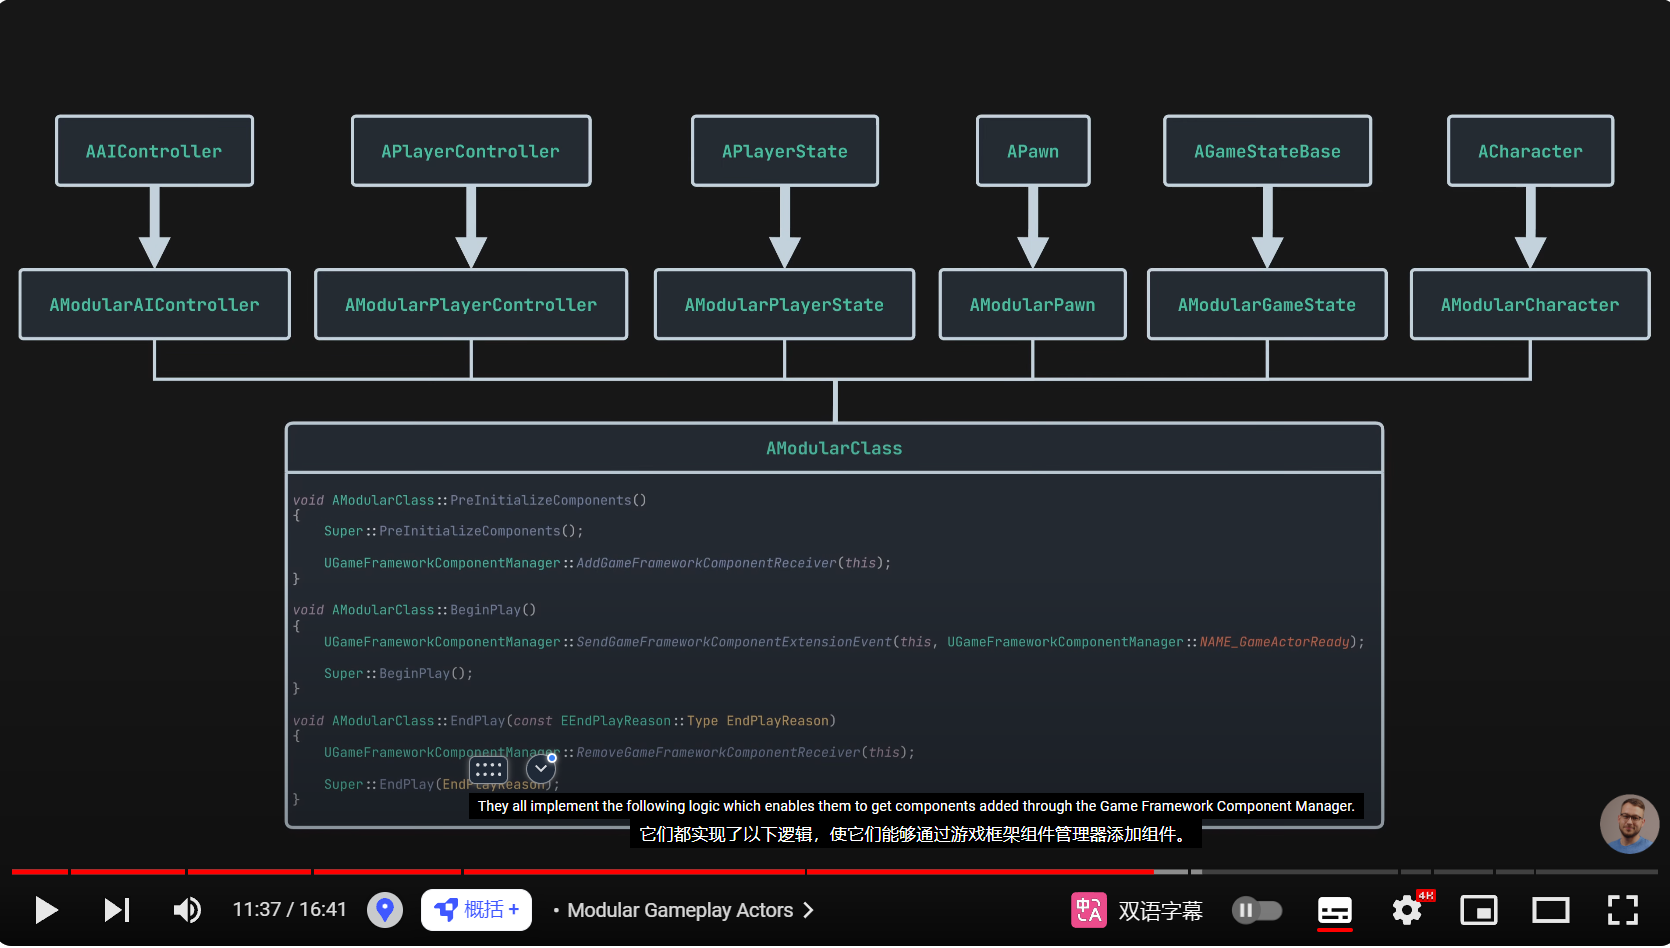 AAIController
APlayerController
APlayerState
APawn
AGameStateBase
ACharacter
AModularAIController
AModularPlayerController
AModularPlayerState
AModularPawn
AModularGameState
AModularCharacter
AModularClass
void AModularClass::PreInitializeComponents()
{
Super::PreInitializeComponents();
UGameFrameworkComponentManager::AddGameFrameworkComponentReceiver(this);
}
void AModularClass::BeginPlay()
{
UGameFrameworkComponentManager::SendGameFrameworkComponentExtensionEvent(this, UGameFrameworkComponentManager::NAME_GameActorReady);
Super::BeginPlay();
}
void AModularClass::EndPlay(const EEndPlayReason::Type EndPlayReason)
{
UGameFrameworkComponentManager::RemoveGameFrameworkComponentReceiver(this);
Super::EndPlay(EndPlayReason);
}
They all implement the following logic which enables them to get components added through the Game Framework Component Manager.
它们都实现了以下逻辑，使它们能够通过游戏框架组件管理器添加组件。
11:37 / 16:41
概括 +
• Modular Gameplay Actors
中 A
双语字幕
4K